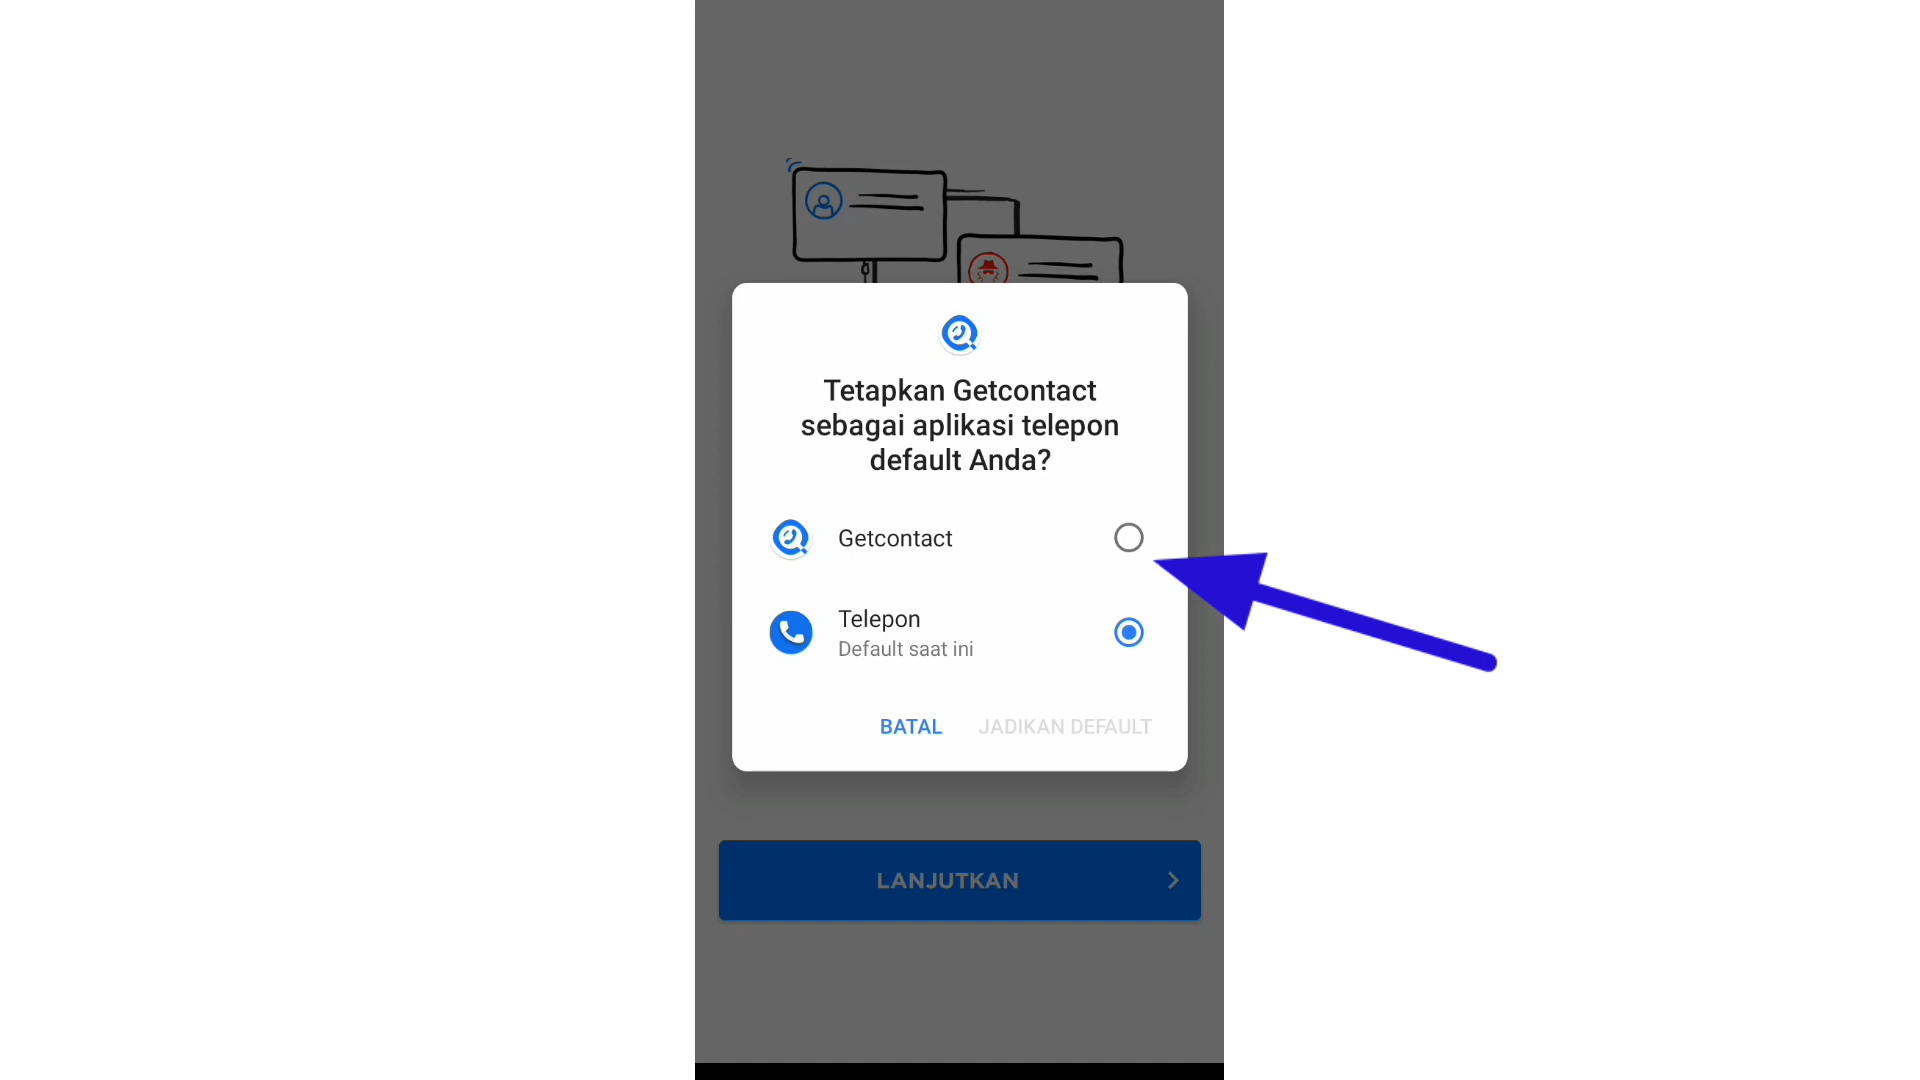 Tetapkan Getcontact
sebagai aplikasi telepon
default Anda?
Getcontact
Telepon
Default saat ini
BATAL
JADIKAN DEFAULT
LANJUTKAN